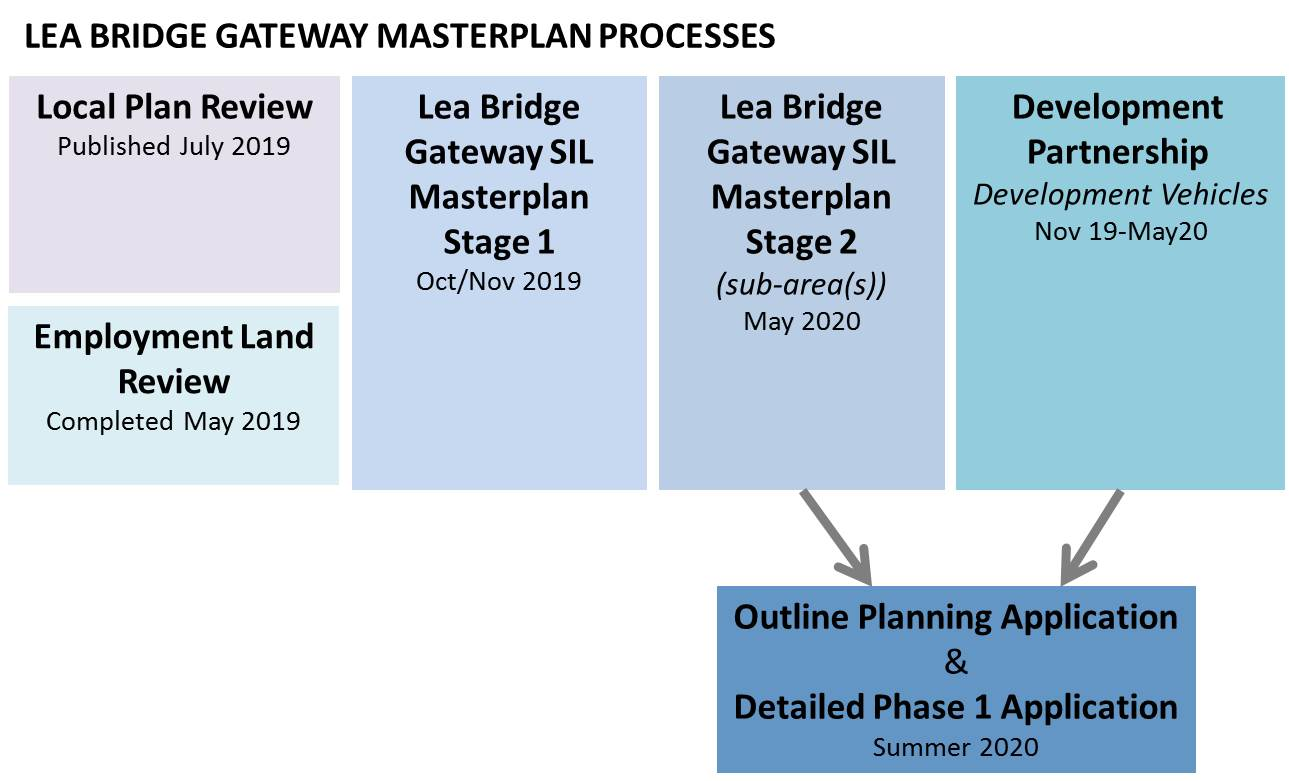 LEA BRIDGE GATEWAY MASTERPLAN PROCESSES
Local Plan Review
Published July 2019
Employment Land
Review
Completed May 2019
Lea Bridge
Gateway SIL
Masterplan
Stage 1
Oct/Nov 2019
Lea Bridge
Gateway SIL
Masterplan
Stage 2
(sub-area(s))
May 2020
Development
Partnership
Development Vehicles
Nov 19-May20
Outline Planning Application
&
Detailed Phase 1 Application
Summer 2020